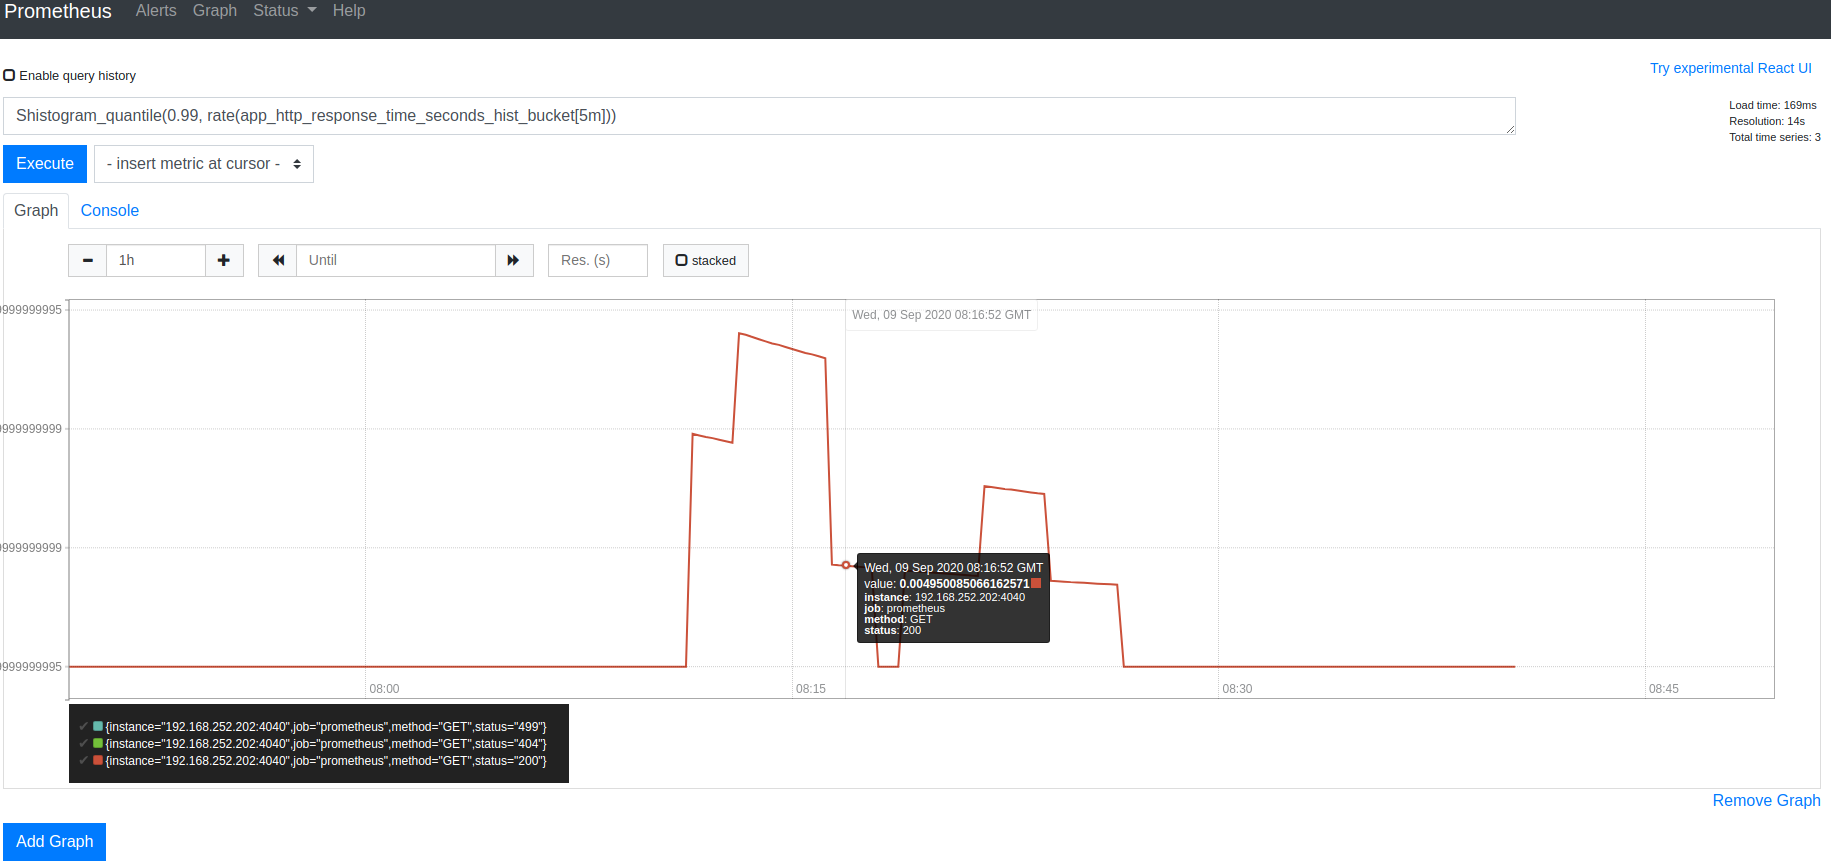 Prometheus Alerts Graph Status Help
Enable query history
Try experimental React UI
Shistogram_quantile(0.99, rate(app_http_response_time_seconds_hist_bucket[5m]))
Load time: 169ms
Resolution: 14s
Total time series: 3
Execute - insert metric at cursor -
Graph Console
1h Until Res. (s) stacked
9999999995
Wed, 09 Sep 2020 08:16:52 GMT
9999999999
9999999999
Wed, 09 Sep 2020 08:16:52 GMT
value: 0.004950085066162571
instance: 192.168.252.202:4040
job: prometheus
method: GET
status: 200
9999999995
08:00 08:15 08:30 08:45
✔ {instance="192.168.252.202:4040",job="prometheus",method="GET",status="499"}
✔ {instance="192.168.252.202:4040",job="prometheus",method="GET",status="404"}
✔ {instance="192.168.252.202:4040",job="prometheus",method="GET",status="200"}
Remove Graph
Add Graph